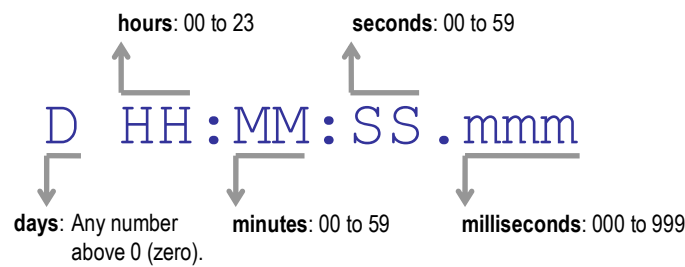 hours: 00 to 23
seconds: 00 to 59
D HH:MM:SS.mmm
days: Any number
above 0 (zero).
minutes: 00 to 59
milliseconds: 000 to 999